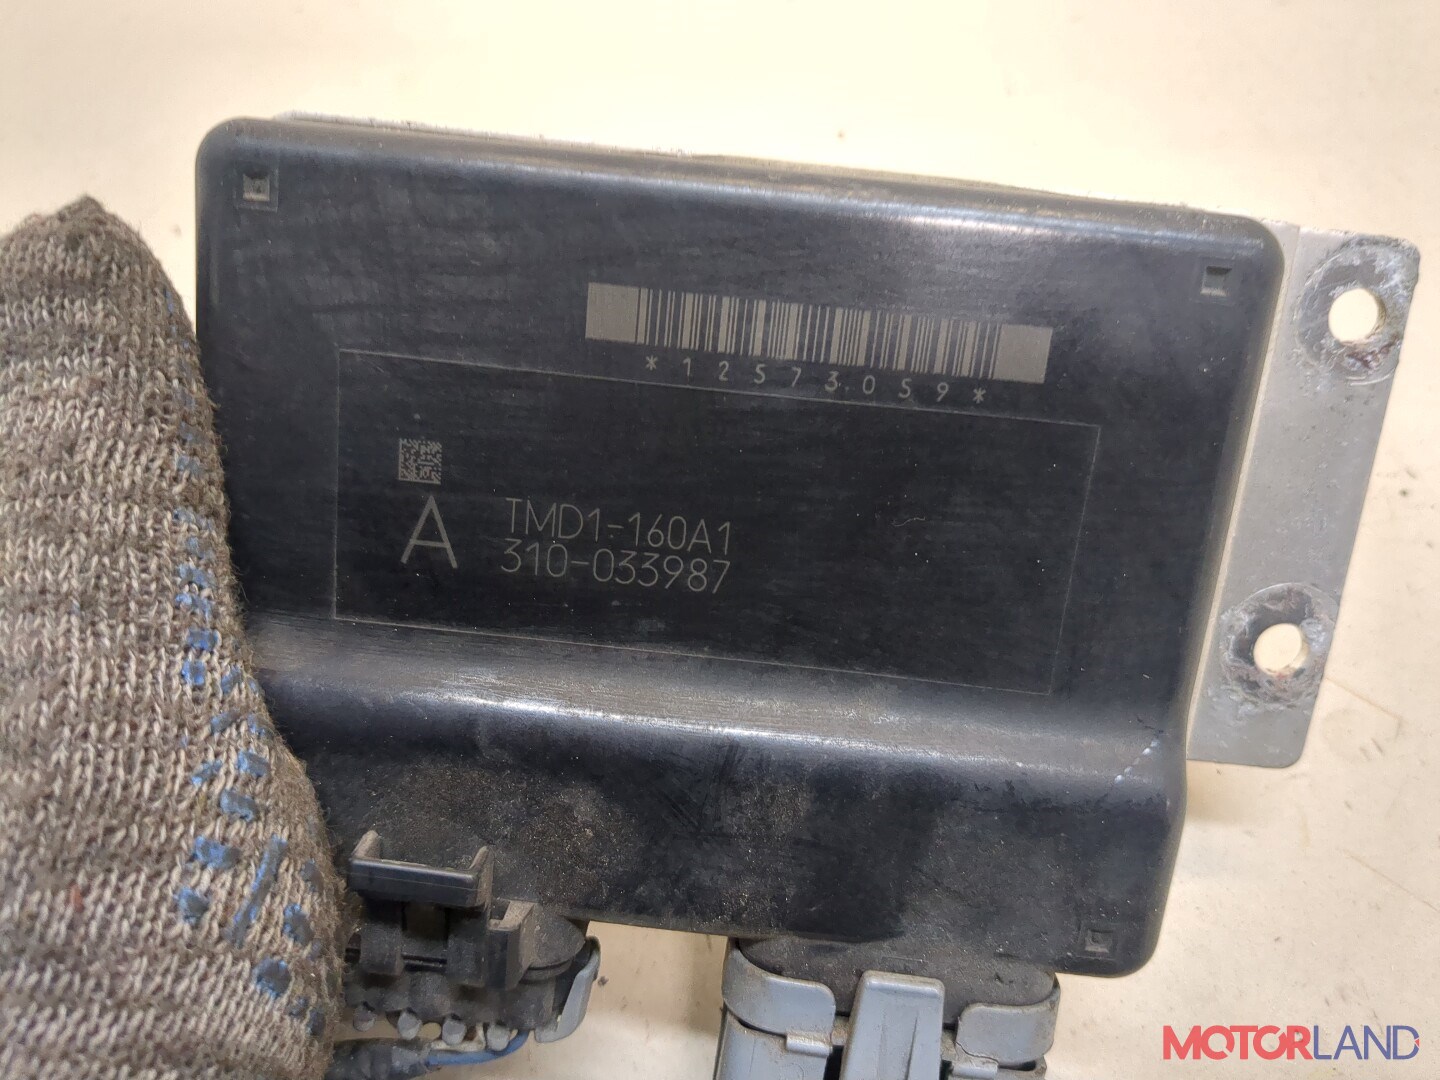 *12573059*
A
TMD1-160A1
310-033987
MOTORLAND